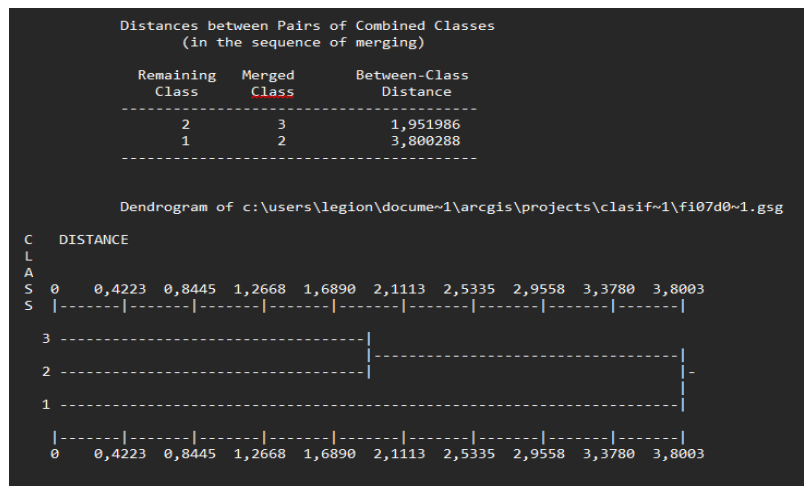 Distances between Pairs of Combined Classes
(in the sequence of merging)
Remaining Merged Between-Class
Class Class Distance
-----------------------------------------
2 3 1,951986
1 2 3,800288
-----------------------------------------
Dendrogram of c:\users\legion\docume~1\arcgis\projects\clasif~1\fi07d0~1.gsg
C DISTANCE
L
A
S 0 0,4223 0,8445 1,2668 1,6890 2,1113 2,5335 2,9558 3,3780 3,8003
S |-------|-------|-------|-------|-------|-------|-------|-------|-------|
3 -----------------------------------|
|-----------------------------------|
2 -----------------------------------| |-
|
1 -----------------------------------------------------------------------|
|-------|-------|-------|-------|-------|-------|-------|-------|-------|
0 0,4223 0,8445 1,2668 1,6890 2,1113 2,5335 2,9558 3,3780 3,8003